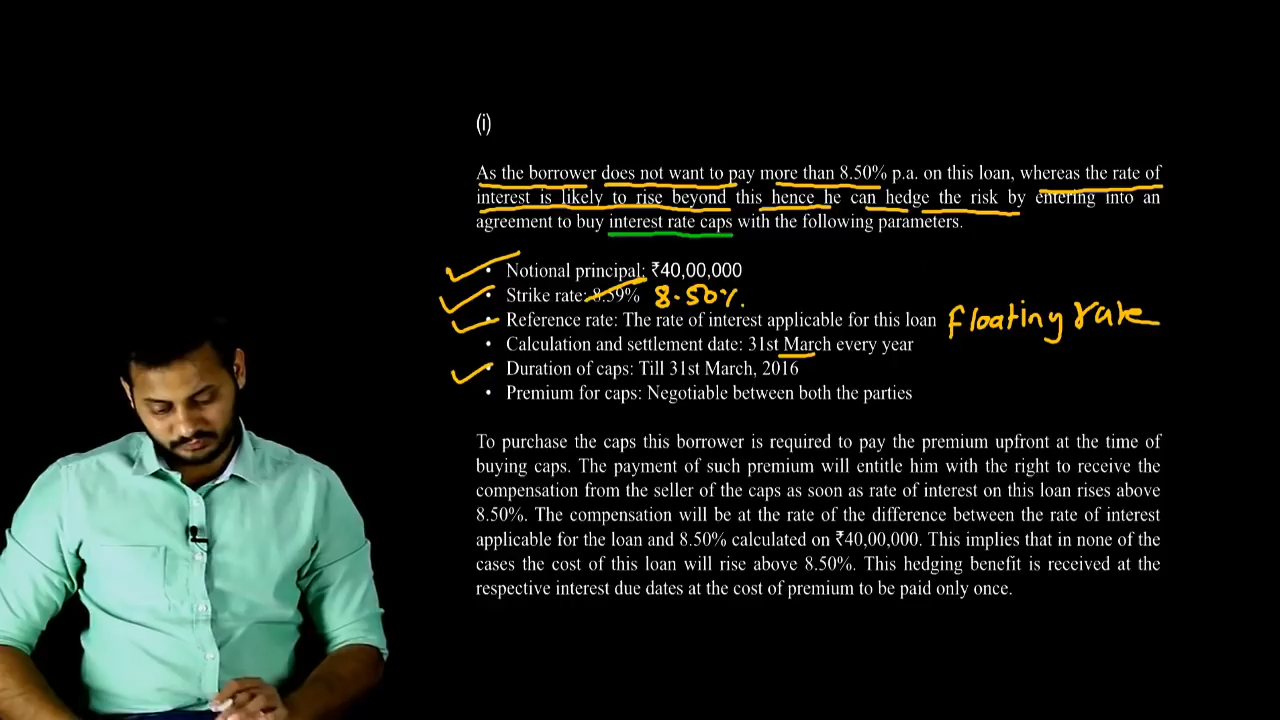 (i)
As the borrower does not want to pay more than 8.50% p.a. on this loan, whereas the rate of
interest is likely to rise beyond this hence he can hedge the risk by entering into an
agreement to buy interest rate caps with the following parameters.
• Notional principal: ₹40,00,000
• Strike rate: 8.59% 8.50%.
• Reference rate: The rate of interest applicable for this loan floating rate
• Calculation and settlement date: 31st March every year
• Duration of caps: Till 31st March, 2016
• Premium for caps: Negotiable between both the parties
To purchase the caps this borrower is required to pay the premium upfront at the time of
buying caps. The payment of such premium will entitle him with the right to receive the
compensation from the seller of the caps as soon as rate of interest on this loan rises above
8.50%. The compensation will be at the rate of the difference between the rate of interest
applicable for the loan and 8.50% calculated on ₹40,00,000. This implies that in none of the
cases the cost of this loan will rise above 8.50%. This hedging benefit is received at the
respective interest due dates at the cost of premium to be paid only once.